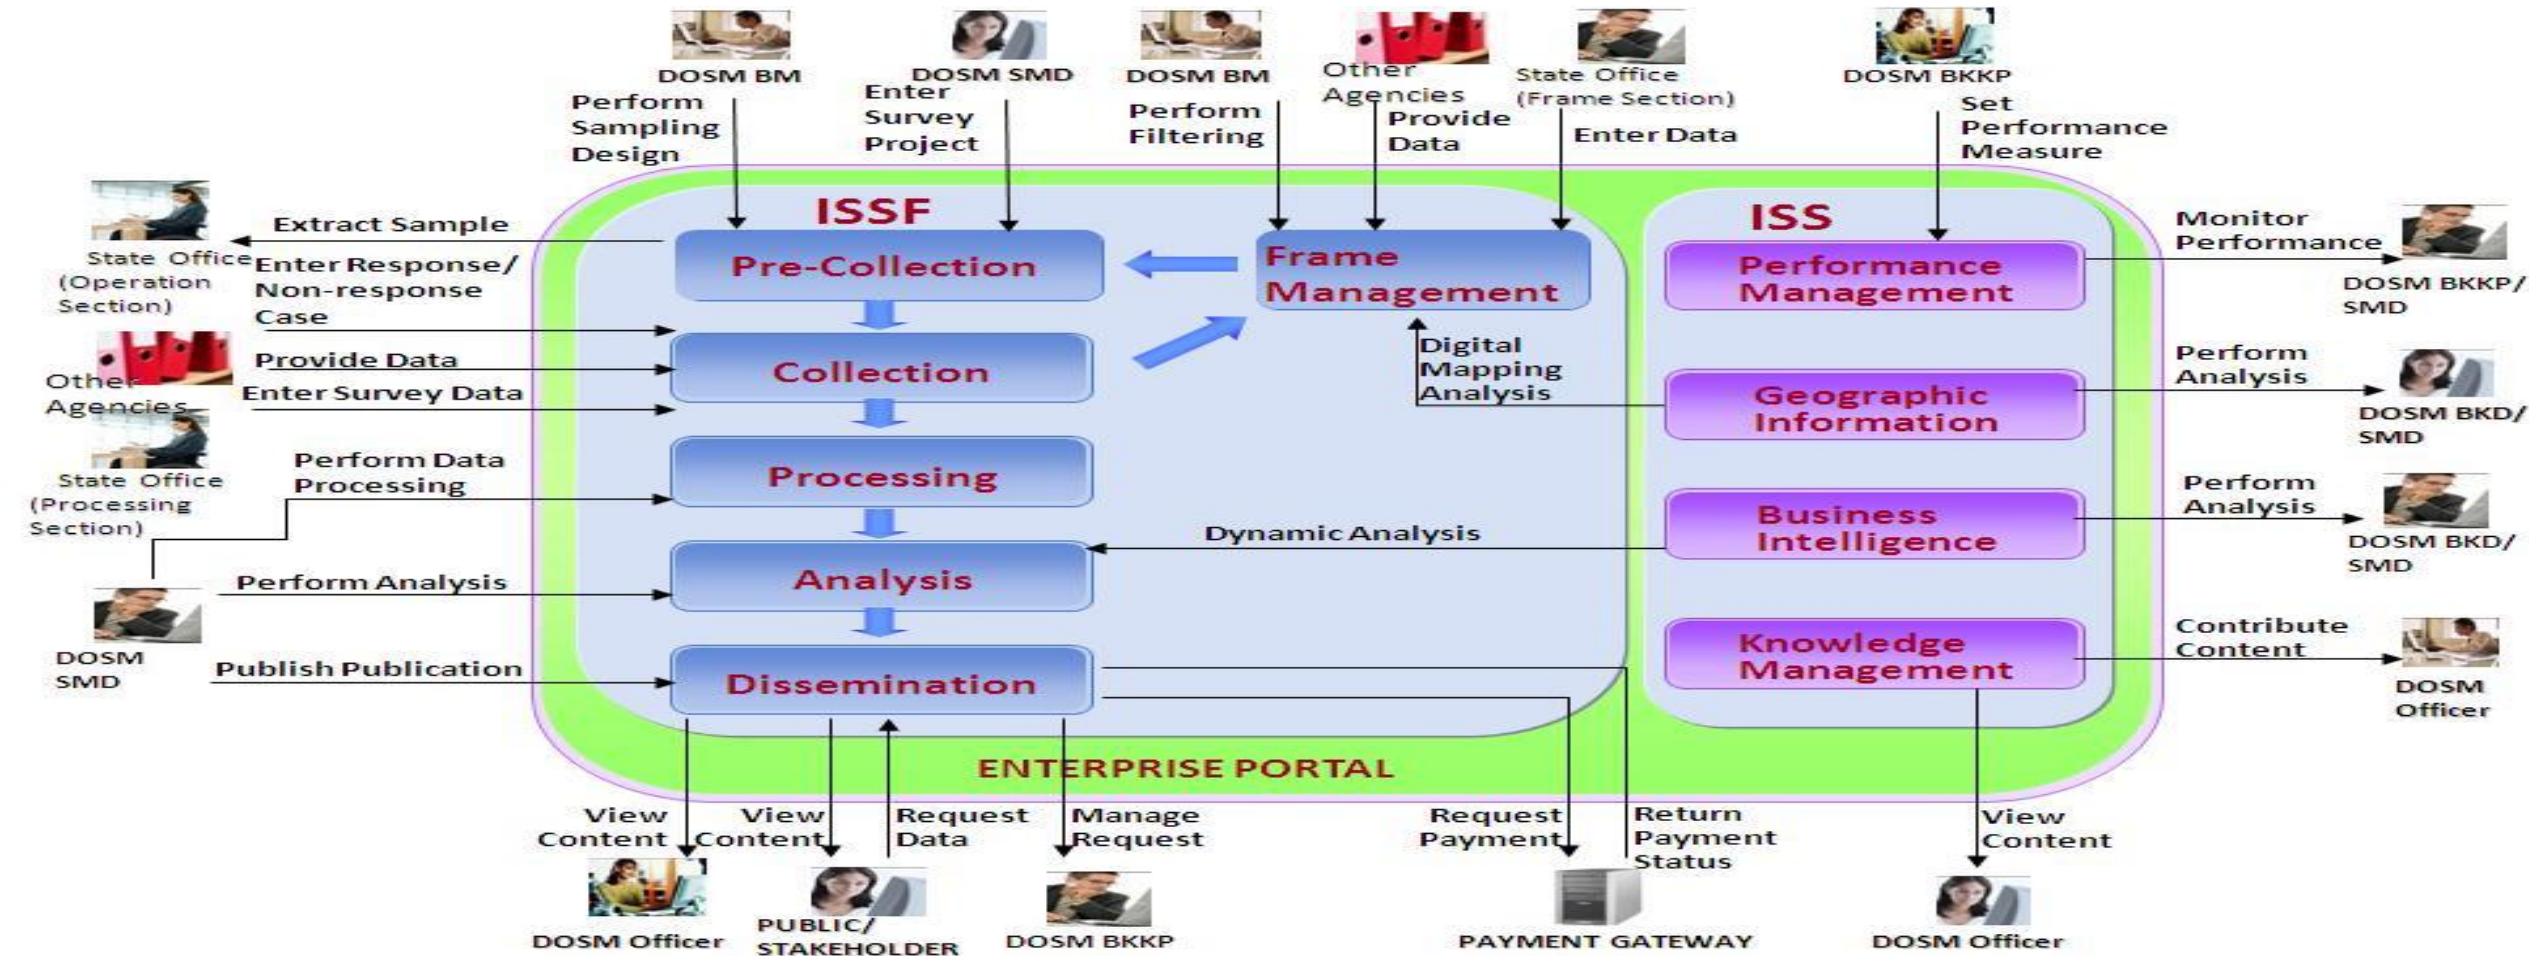 DOSM BM
DOSM SMD
DOSM BM
Other
Agencies
State Office
(Frame Section)
DOSM BKKP
Perform
Sampling
Design
Enter
Survey
Project
Perform
Filtering
Provide
Data
Enter Data
Set
Performance
Measure
ISSF
ISS
Extract Sample
State Office
(Operation
Section)
Enter Response/
Non-response
Case
Provide Data
Other
Agencies
Enter Survey Data
State Office
(Processing
Section)
Perform Data
Processing
Perform Analysis
DOSM
SMD
Publish Publication
Pre-Collection
Frame
Management
Collection
Processing
Analysis
Dissemination
Digital
Mapping
Analysis
Dynamic Analysis
Performance
Management
Geographic
Information
Business
Intelligence
Knowledge
Management
Monitor
Performance
DOSM BKKP/
SMD
Perform
Analysis
DOSM BKD/
SMD
Perform
Analysis
DOSM BKD/
SMD
Contribute
Content
DOSM
Officer
ENTERPRISE PORTAL
View
Content
View
Content
Request
Data
Manage
Request
Request
Payment
Return
Payment
Status
View
Content
DOSM Officer
PUBLIC/
STAKEHOLDER
DOSM BKKP
PAYMENT GATEWAY
DOSM Officer